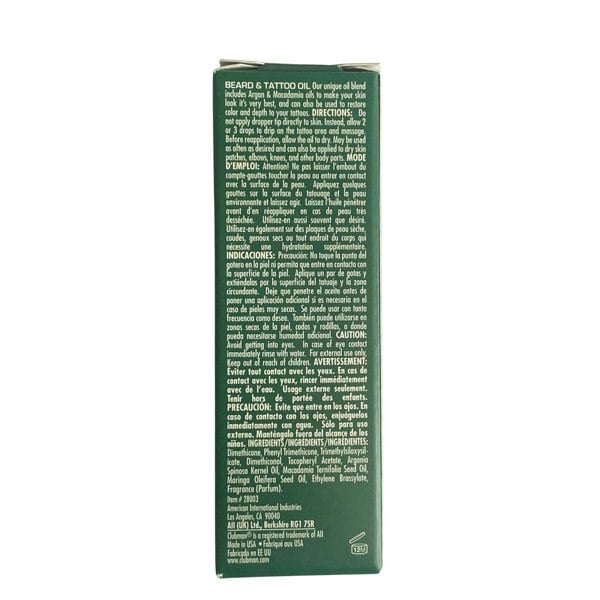 BEARD & TATTOO OIL Our unique oil blend
includes Argan & Macadamia oils to make your skin
look it's very best, and can also be used to restore
color and depth to your tattoos. DIRECTIONS: Do
not apply dropper tip directly to skin. Instead, allow 2
or 3 drops to drip on the tattoo area and massage.
Before reapplication, allow the oil to dry. May be used
as often as desired and can also be applied to dry skin
patches, elbows, knees, and other body parts. MODE
D'EMPLOI: Attention! Ne pas laisser l'embout du
compte-gouttes toucher la peau ou entrer en contact
avec la surface de la peau. Appliquez quelques
gouttes sur la surface du tatouage et la peau
environnante et laissez agir. Laissez l'huile pénétrer
avant d'en réappliquer en cas de peau très
desséchée. Utilisez-en aussi souvent que désiré.
Utilisez-en également sur des plaques de peau sèche,
coudes, genoux secs ou tout endroit du corps qui
nécessite une hydratation supplémentaire.
INDICACIONES: Precaución: No toque la punta del
gotero en la piel ni permita que entre en contacto con
la superficie de la piel. Aplique un par de gotas y
extiéndolas por la superficie del tatuaje y la zona
circundante. Deje que penetre el aceite antes de
poner una aplicación adicional si es necesario en el
caso de pieles muy secas. Se puede usar con tanta
frecuencia como desee. También puede utilizarse en
zonas secas de la piel, codos y rodillas, o donde
pueda necesitarse humedad adicional. CAUTION:
Avoid getting into eyes. In case of eye contact
immediately rinse with water. For external use only.
Keep out of reach of children. AVERTISSEMENT:
Eviter tout contact avec les yeux. En cas de
contact avec les yeux, rincer immédiatement
avec de l'eau. Usage externe seulement.
Tenir hors de portée des enfants.
PRECAUCIÓN: Evite que entre en los ojos. En
caso de contacto con los ojos, enjuáguelos
inmediatamente con agua. Sólo para uso
externo. Manténgalo fuera del alcance de los
niños. INGREDIENTS/INGRÉDIENTS/INGREDIENTES:
Dimethicone, Phenyl Trimethicone, Trimethylsiloxysil-
icate, Dimethiconol, Tocopheryl Acetate, Argania
Spinosa Kernel Oil, Macadamia Ternifolia Seed Oil,
Moringa Oleifera Seed Oil, Ethylene Brassylate,
Fragrance (Parfum).
Item # 28003
American International Industries
Los Angeles, CA 90040
AII (UK) Ltd., Berkshire RG1 7SR
Clubman® is a registered trademark of AII
Made in USA • Fabriqué aux USA
Fabricado en EE UU
www.clubman.com
12M